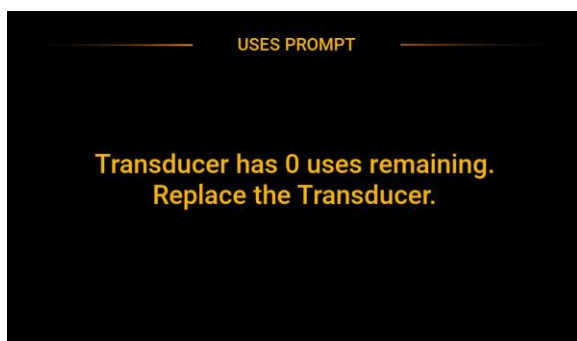 USES PROMPT
Transducer has 0 uses remaining.
Replace the Transducer.